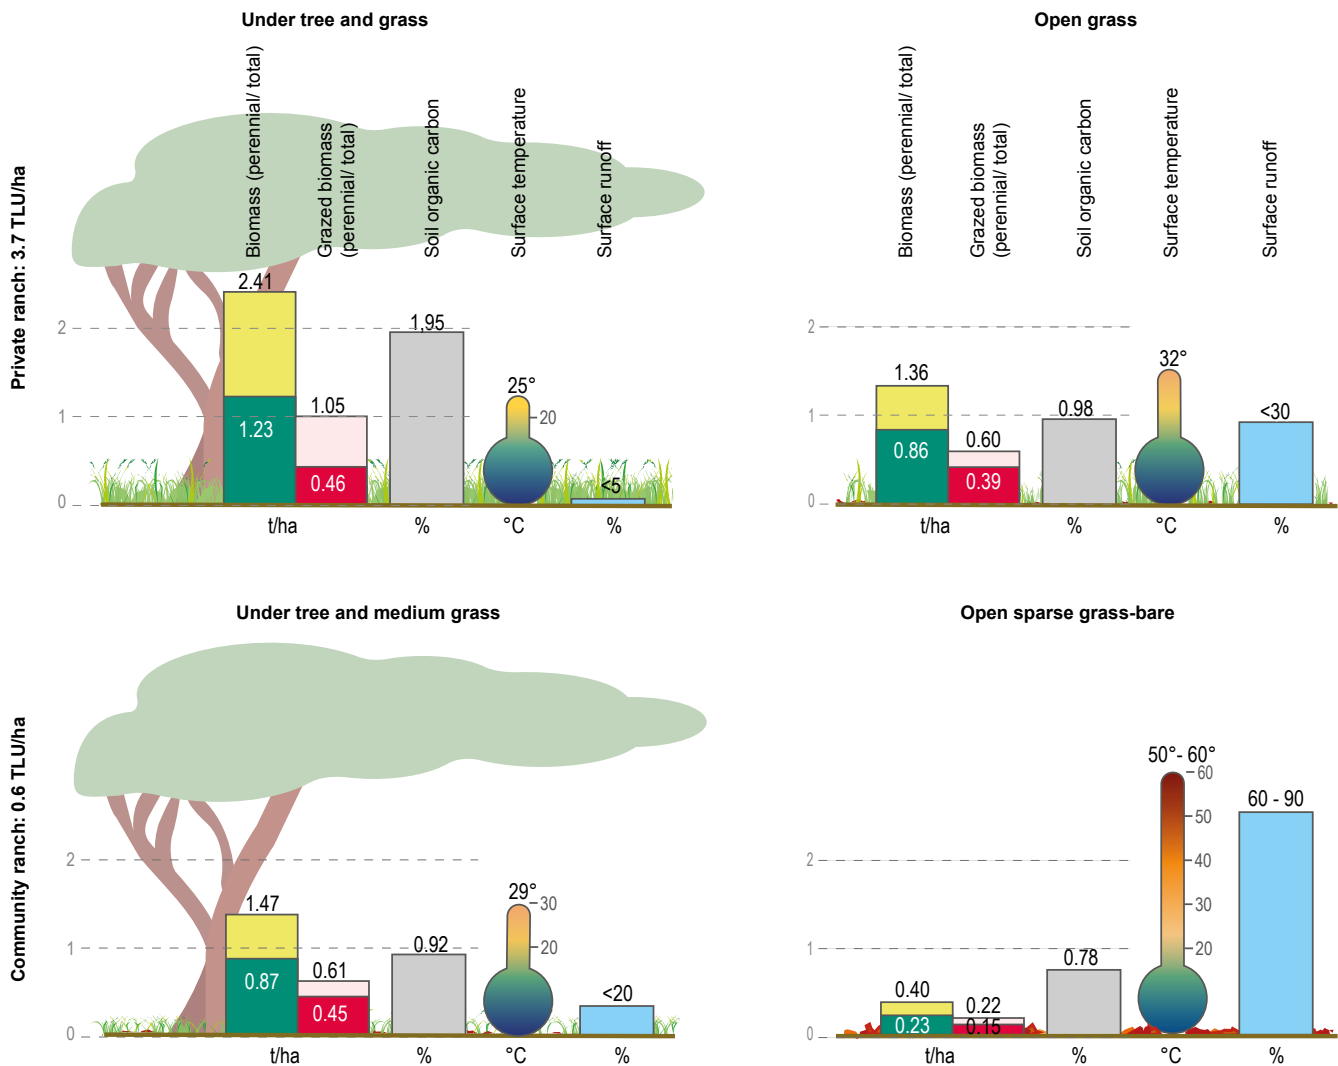 Under tree and grass
Open grass
Private ranch: 3.7 TLU/ha
Biomass (perennial/ total)
Grazed biomass
(perennial/ total)
Soil organic carbon
Surface temperature
Surface runoff
2.41
1.23
1.05
0.46
1,95
25°
20
<5
2
1
0
t/ha
%
°C
%
Biomass (perennial/ total)
Grazed biomass
(perennial/ total)
Soil organic carbon
Surface temperature
Surface runoff
1.36
0.86
0.60
0.39
0.98
32°
<30
2
1
0
t/ha
%
°C
%
Under tree and medium grass
Open sparse grass-bare
Community ranch: 0.6 TLU/ha
1.47
0.87
0.61
0.45
0.92
29°
30
20
<20
2
1
0
t/ha
%
°C
%
0.40
0.23
0.22
0.15
0.78
50°- 60°
60
50
40
30
20
60 - 90
2
1
0
t/ha
%
°C
%